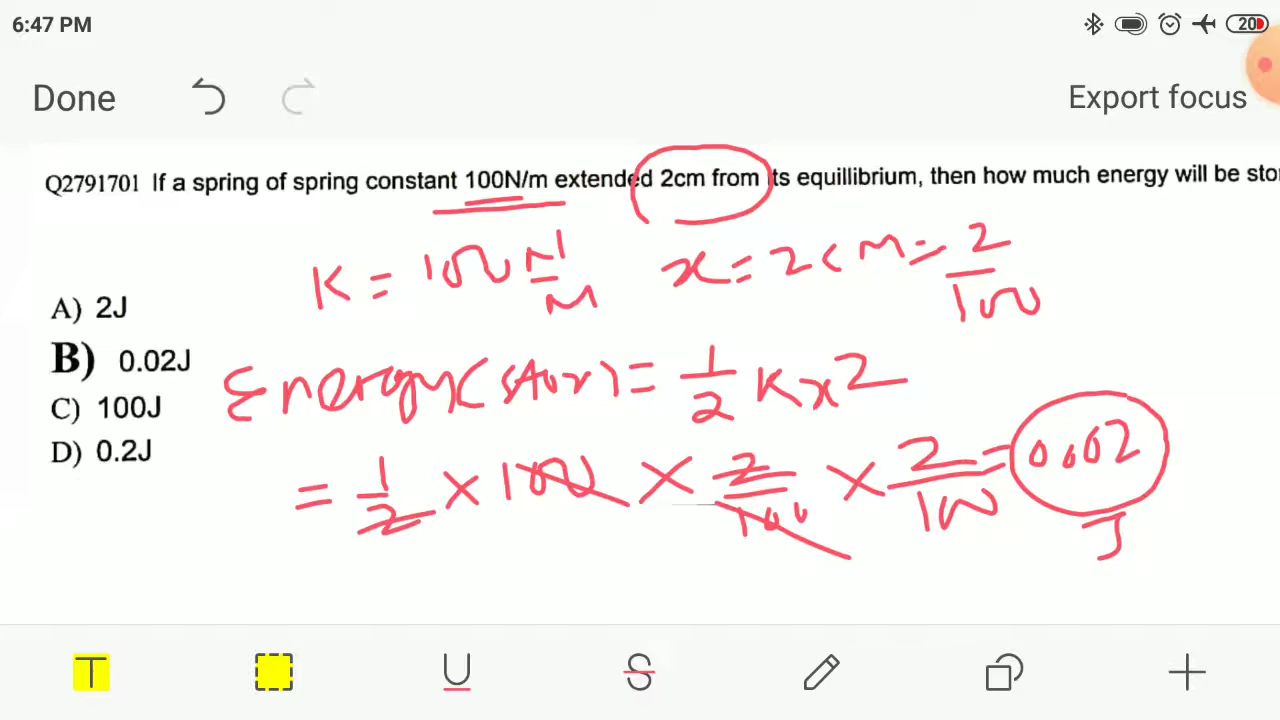 6:47 PM
20
Done
Export focus
Q2791701 If a spring of spring constant 100N/m extended 2cm from its equillibrium, then how much energy will be stor
K = 100 N/M x = 2cM = 2/100
A) 2J
B) 0.02J
C) 100J
D) 0.2J
Energy(stor) = 1/2 Kx2
= 1/2 × 100 × 2/100 × 2/100 = 0.02 J
T
U
S